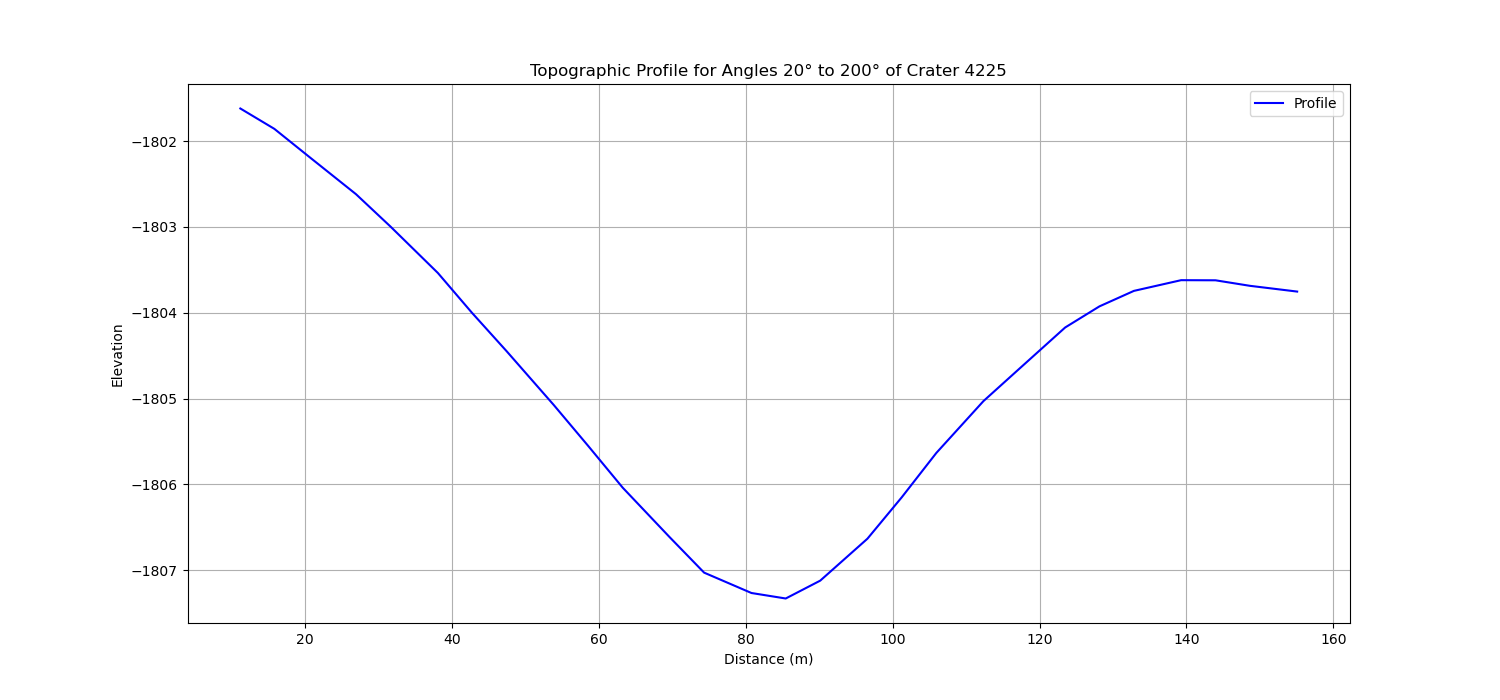 Topographic Profile for Angles 20° to 200° of Crater 4225
Profile
−1802
−1803
−1804
−1805
−1806
−1807
Elevation
20 40 60 80 100 120 140 160
Distance (m)